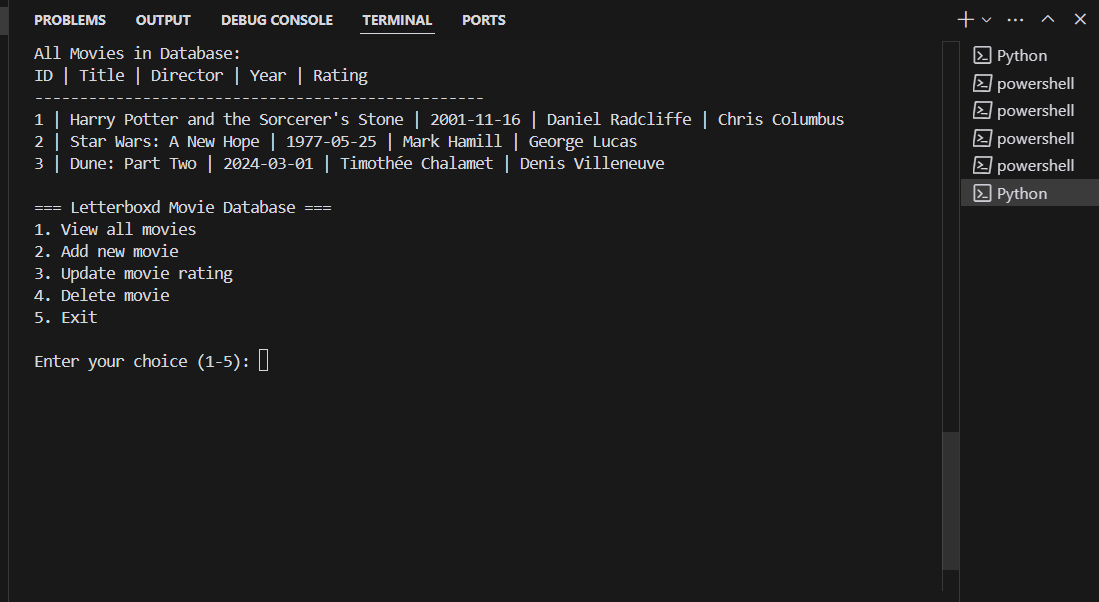 PROBLEMS OUTPUT DEBUG CONSOLE TERMINAL PORTS
All Movies in Database:
ID | Title | Director | Year | Rating
--------------------------------------------------
1 | Harry Potter and the Sorcerer's Stone | 2001-11-16 | Daniel Radcliffe | Chris Columbus
2 | Star Wars: A New Hope | 1977-05-25 | Mark Hamill | George Lucas
3 | Dune: Part Two | 2024-03-01 | Timothée Chalamet | Denis Villeneuve
=== Letterboxd Movie Database ===
1. View all movies
2. Add new movie
3. Update movie rating
4. Delete movie
5. Exit
Enter your choice (1-5):
Python
powershell
powershell
powershell
powershell
Python